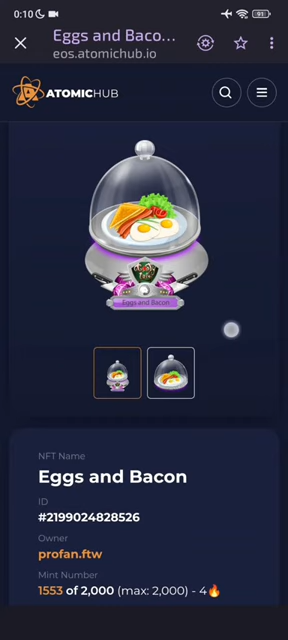 0:10
91
Eggs and Baco...
eos.atomichub.io
ATOMICHUB
Eggs and Bacon
NFT Name
Eggs and Bacon
ID
#2199024828526
Owner
profan.ftw
Mint Number
1553 of 2,000 (max: 2,000) - 4🔥